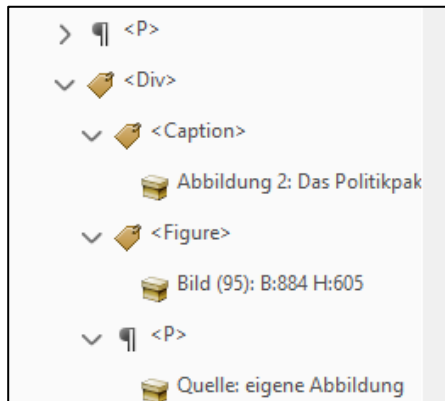 <P>
<Div>
<Caption>
Abbildung 2: Das Politikpak
<Figure>
Bild (95): B:884 H:605
<P>
Quelle: eigene Abbildung